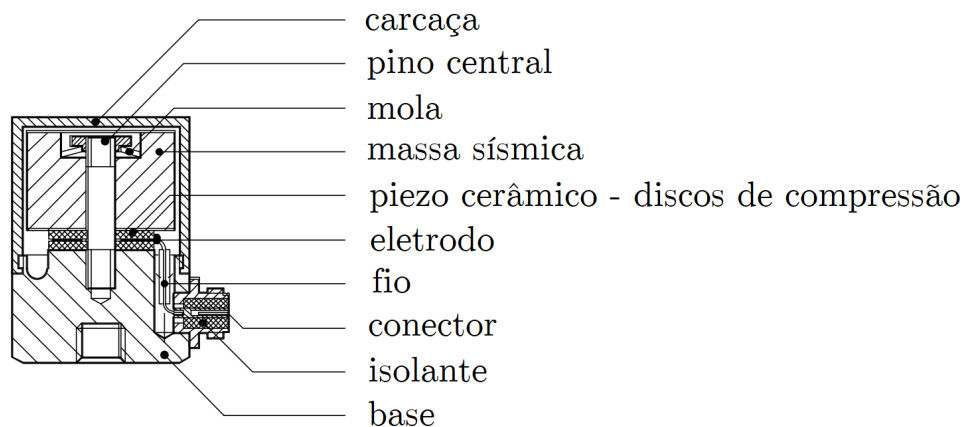 carcaça
pino central
mola
massa sísmica
piezo cerâmico - discos de compressão
eletrodo
fio
conector
isolante
base